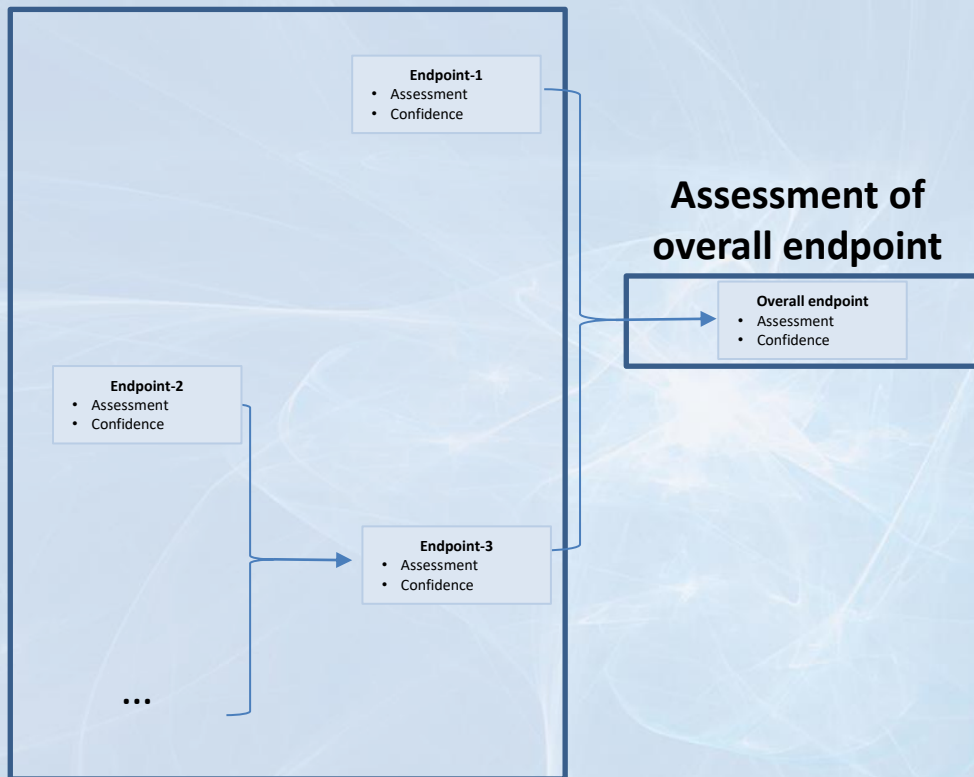 Endpoint-1
• Assessment
• Confidence
Assessment of
overall endpoint
Overall endpoint
• Assessment
• Confidence
Endpoint-2
• Assessment
• Confidence
Endpoint-3
• Assessment
• Confidence
...